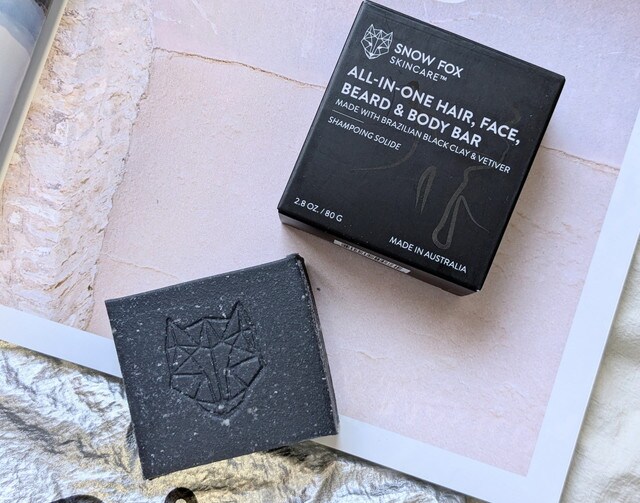 SNOW FOX
SKINCARE™
ALL-IN-ONE HAIR, FACE,
BEARD & BODY BAR
MADE WITH BRAZILIAN BLACK CLAY & VETIVER
SHAMPOING SOLIDE
2.8 OZ. / 80 G
MADE IN AUSTRALIA